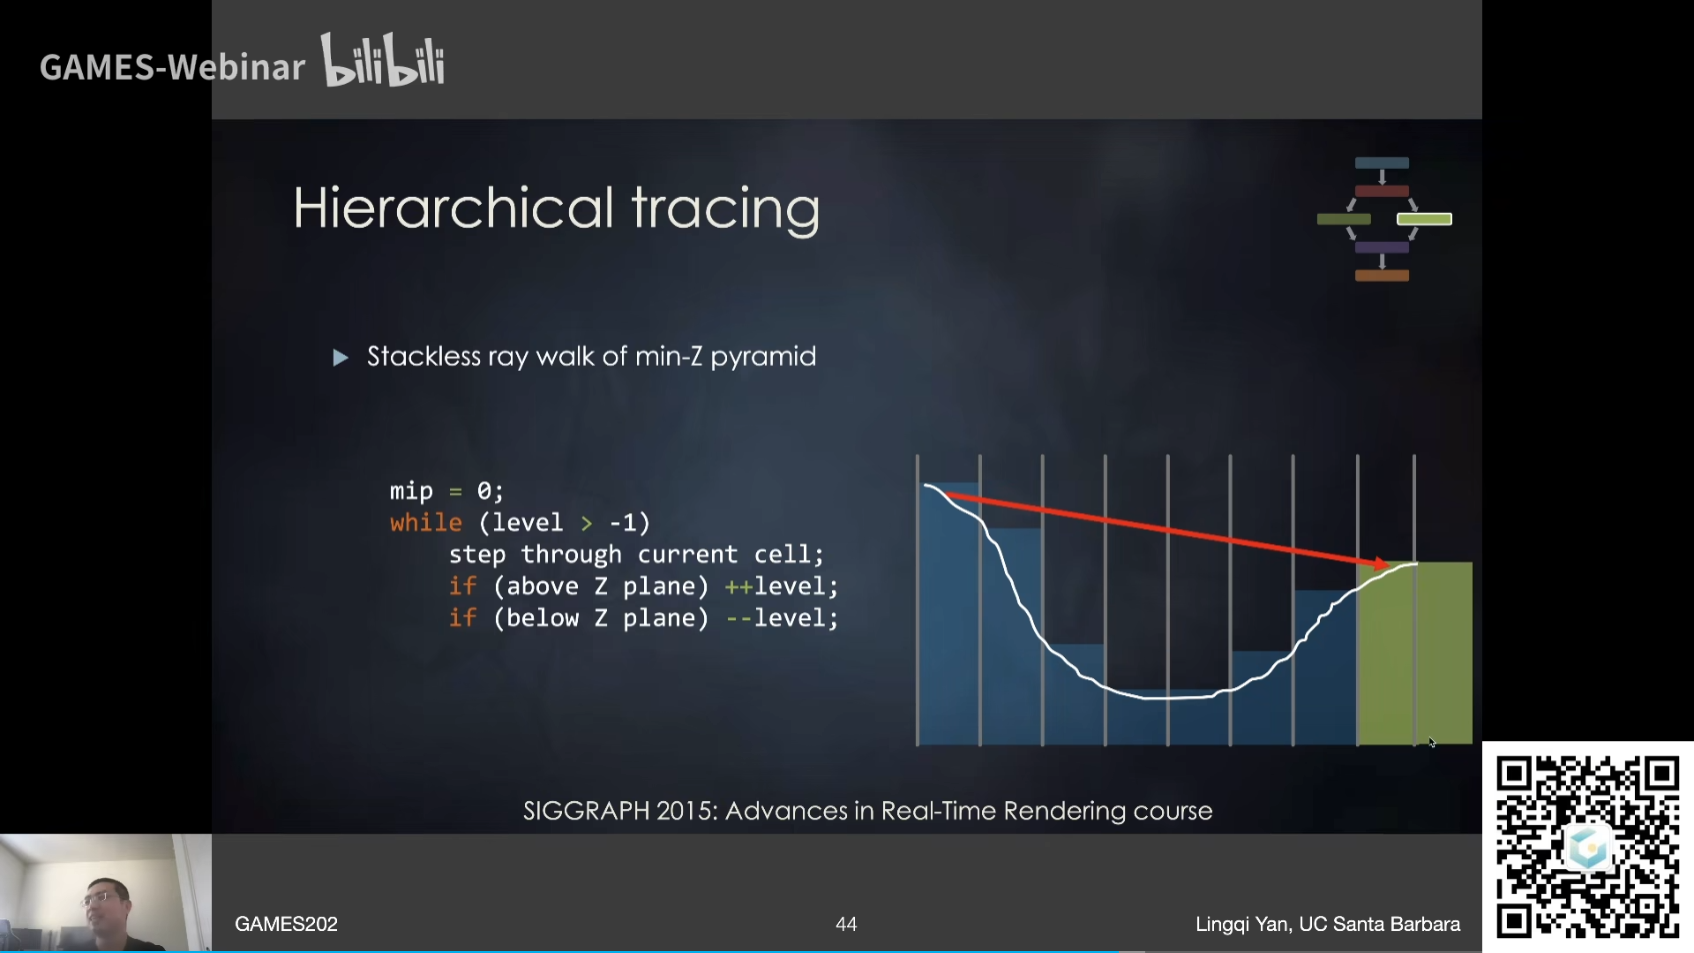 GAMES-Webinar bilibili
Hierarchical tracing
Stackless ray walk of min-Z pyramid
mip = 0;
while (level > -1)
step through current cell;
if (above Z plane) ++level;
if (below Z plane) --level;
SIGGRAPH 2015: Advances in Real-Time Rendering course
GAMES202
44
Lingqi Yan, UC Santa Barbara